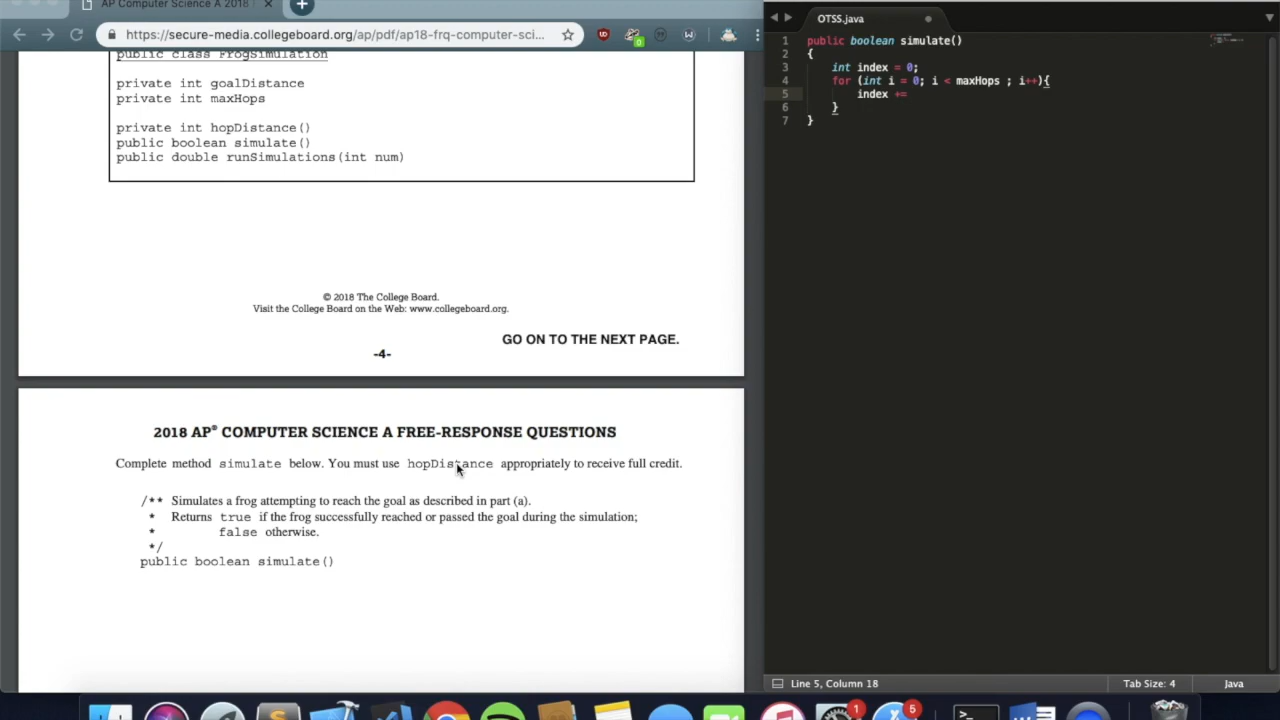 AP Computer Science A 2018
https://secure-media.collegeboard.org/ap/pdf/ap18-frq-computer-sci...
public class FrogSimulation
private int goalDistance
private int maxHops
private int hopDistance()
public boolean simulate()
public double runSimulations(int num)
© 2018 The College Board.
Visit the College Board on the Web: www.collegeboard.org.
GO ON TO THE NEXT PAGE.
-4-
2018 AP® COMPUTER SCIENCE A FREE-RESPONSE QUESTIONS
Complete method simulate below. You must use hopDistance appropriately to receive full credit.
/** Simulates a frog attempting to reach the goal as described in part (a).
* Returns true if the frog successfully reached or passed the goal during the simulation;
* false otherwise.
*/
public boolean simulate()
OTSS.java
1 public boolean simulate()
2 {
3 int index = 0;
4 for (int i = 0; i < maxHops ; i++){
5 index +=
6 }
7 }
Line 5, Column 18
Tab Size: 4
Java
0
1
5